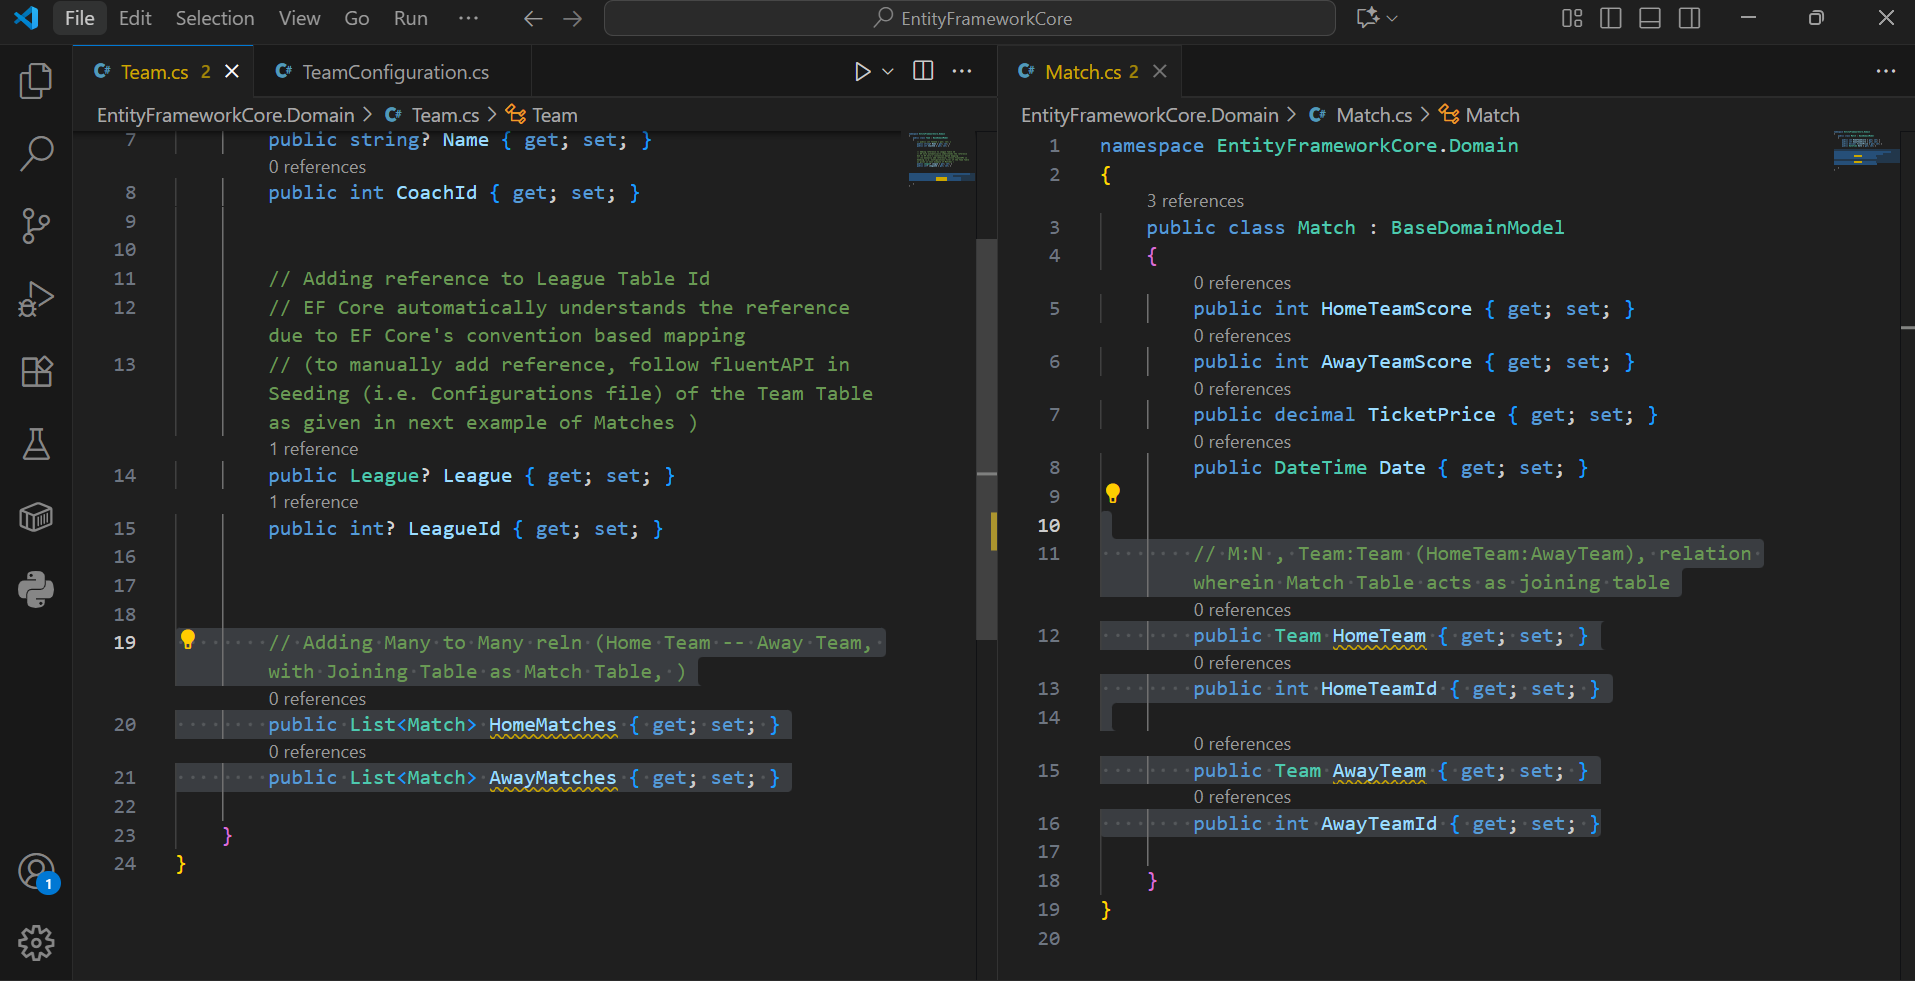 File Edit Selection View Go Run ··· EntityFrameworkCore
Team.cs 2 TeamConfiguration.cs
EntityFrameworkCore.Domain > Team.cs > Team
7 public string? Name { get; set; }
0 references
8 public int CoachId { get; set; }
9
10
11 // Adding reference to League Table Id
12 // EF Core automatically understands the reference
due to EF Core's convention based mapping
13 // (to manually add reference, follow fluentAPI in
Seeding (i.e. Configurations file) of the Team Table
as given in next example of Matches )
1 reference
14 public League? League { get; set; }
1 reference
15 public int? LeagueId { get; set; }
16
17
18
19 // Adding Many to Many reln (Home Team -- Away Team,
with Joining Table as Match Table, )
0 references
20 public List<Match> HomeMatches { get; set; }
0 references
21 public List<Match> AwayMatches { get; set; }
22
23 }
24 }
1
Match.cs 2
EntityFrameworkCore.Domain > Match.cs > Match
1 namespace EntityFrameworkCore.Domain
2 {
3 references
3 public class Match : BaseDomainModel
4 {
0 references
5 public int HomeTeamScore { get; set; }
0 references
6 public int AwayTeamScore { get; set; }
0 references
7 public decimal TicketPrice { get; set; }
0 references
8 public DateTime Date { get; set; }
9
10
11 // M:N , Team:Team (HomeTeam:AwayTeam), relation
wherein Match Table acts as joining table
0 references
12 public Team HomeTeam { get; set; }
0 references
13 public int HomeTeamId { get; set; }
14
0 references
15 public Team AwayTeam { get; set; }
0 references
16 public int AwayTeamId { get; set; }
17
18 }
19 }
20